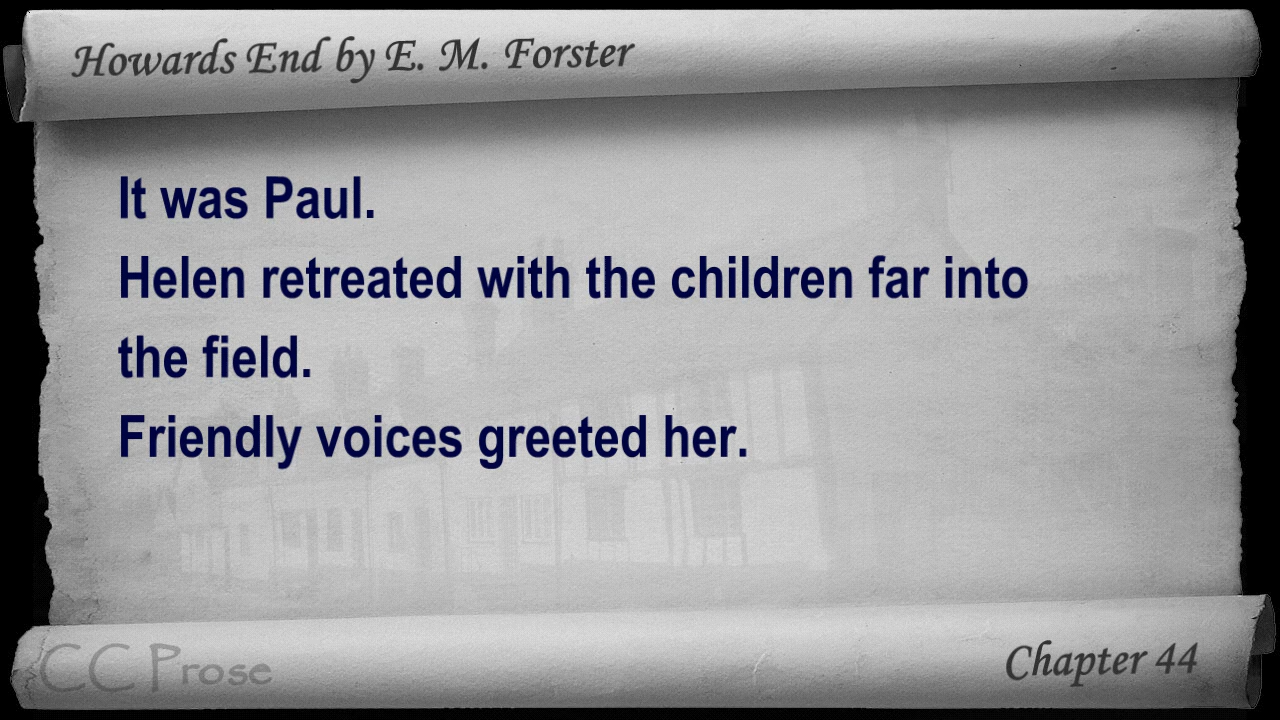 Howards End by E. M. Forster
It was Paul.
Helen retreated with the children far into
the field.
Friendly voices greeted her.
CC Prose
Chapter 44